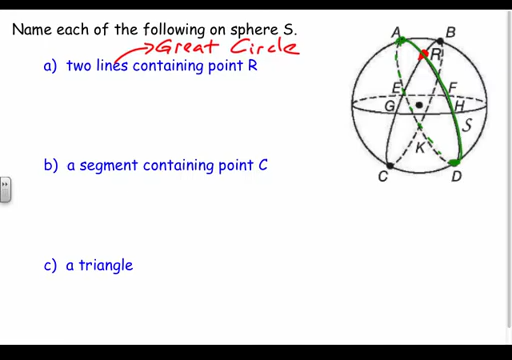 Name each of the following on sphere S.
Great Circle
a) two lines containing point R
b) a segment containing point C
c) a triangle
A B
R
E F
G H
S
K
C D